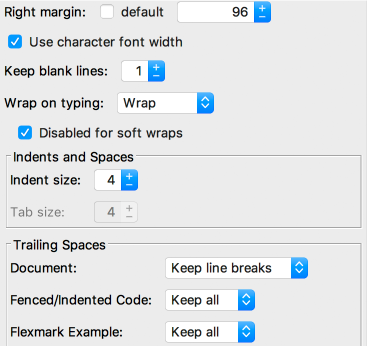 Right margin: default 96
Use character font width
Keep blank lines: 1
Wrap on typing: Wrap
Disabled for soft wraps
Indents and Spaces
Indent size: 4
Tab size: 4
Trailing Spaces
Document: Keep line breaks
Fenced/Indented Code: Keep all
Flexmark Example: Keep all